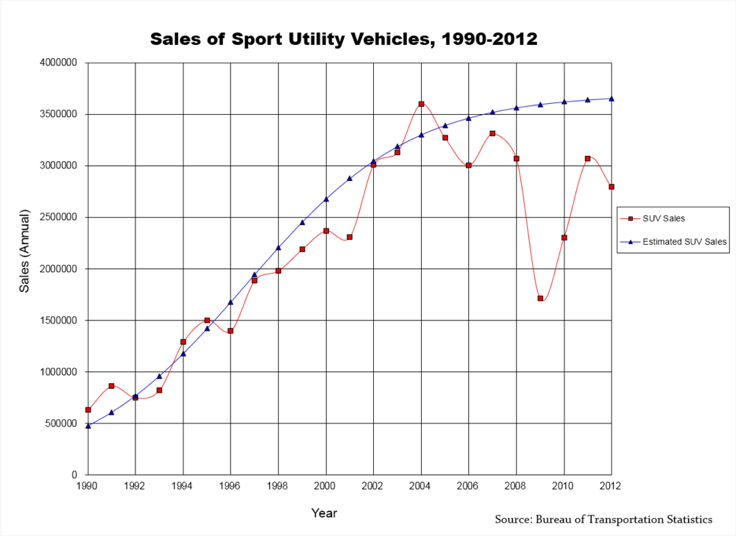 Sales of Sport Utility Vehicles, 1990-2012
4000000
3500000
3000000
2500000
2000000
1500000
1000000
500000
0
Sales (Annual)
1990 1992 1994 1996 1998 2000 2002 2004 2006 2008 2010 2012
Year
SUV Sales
Estimated SUV Sales
Source: Bureau of Transportation Statistics